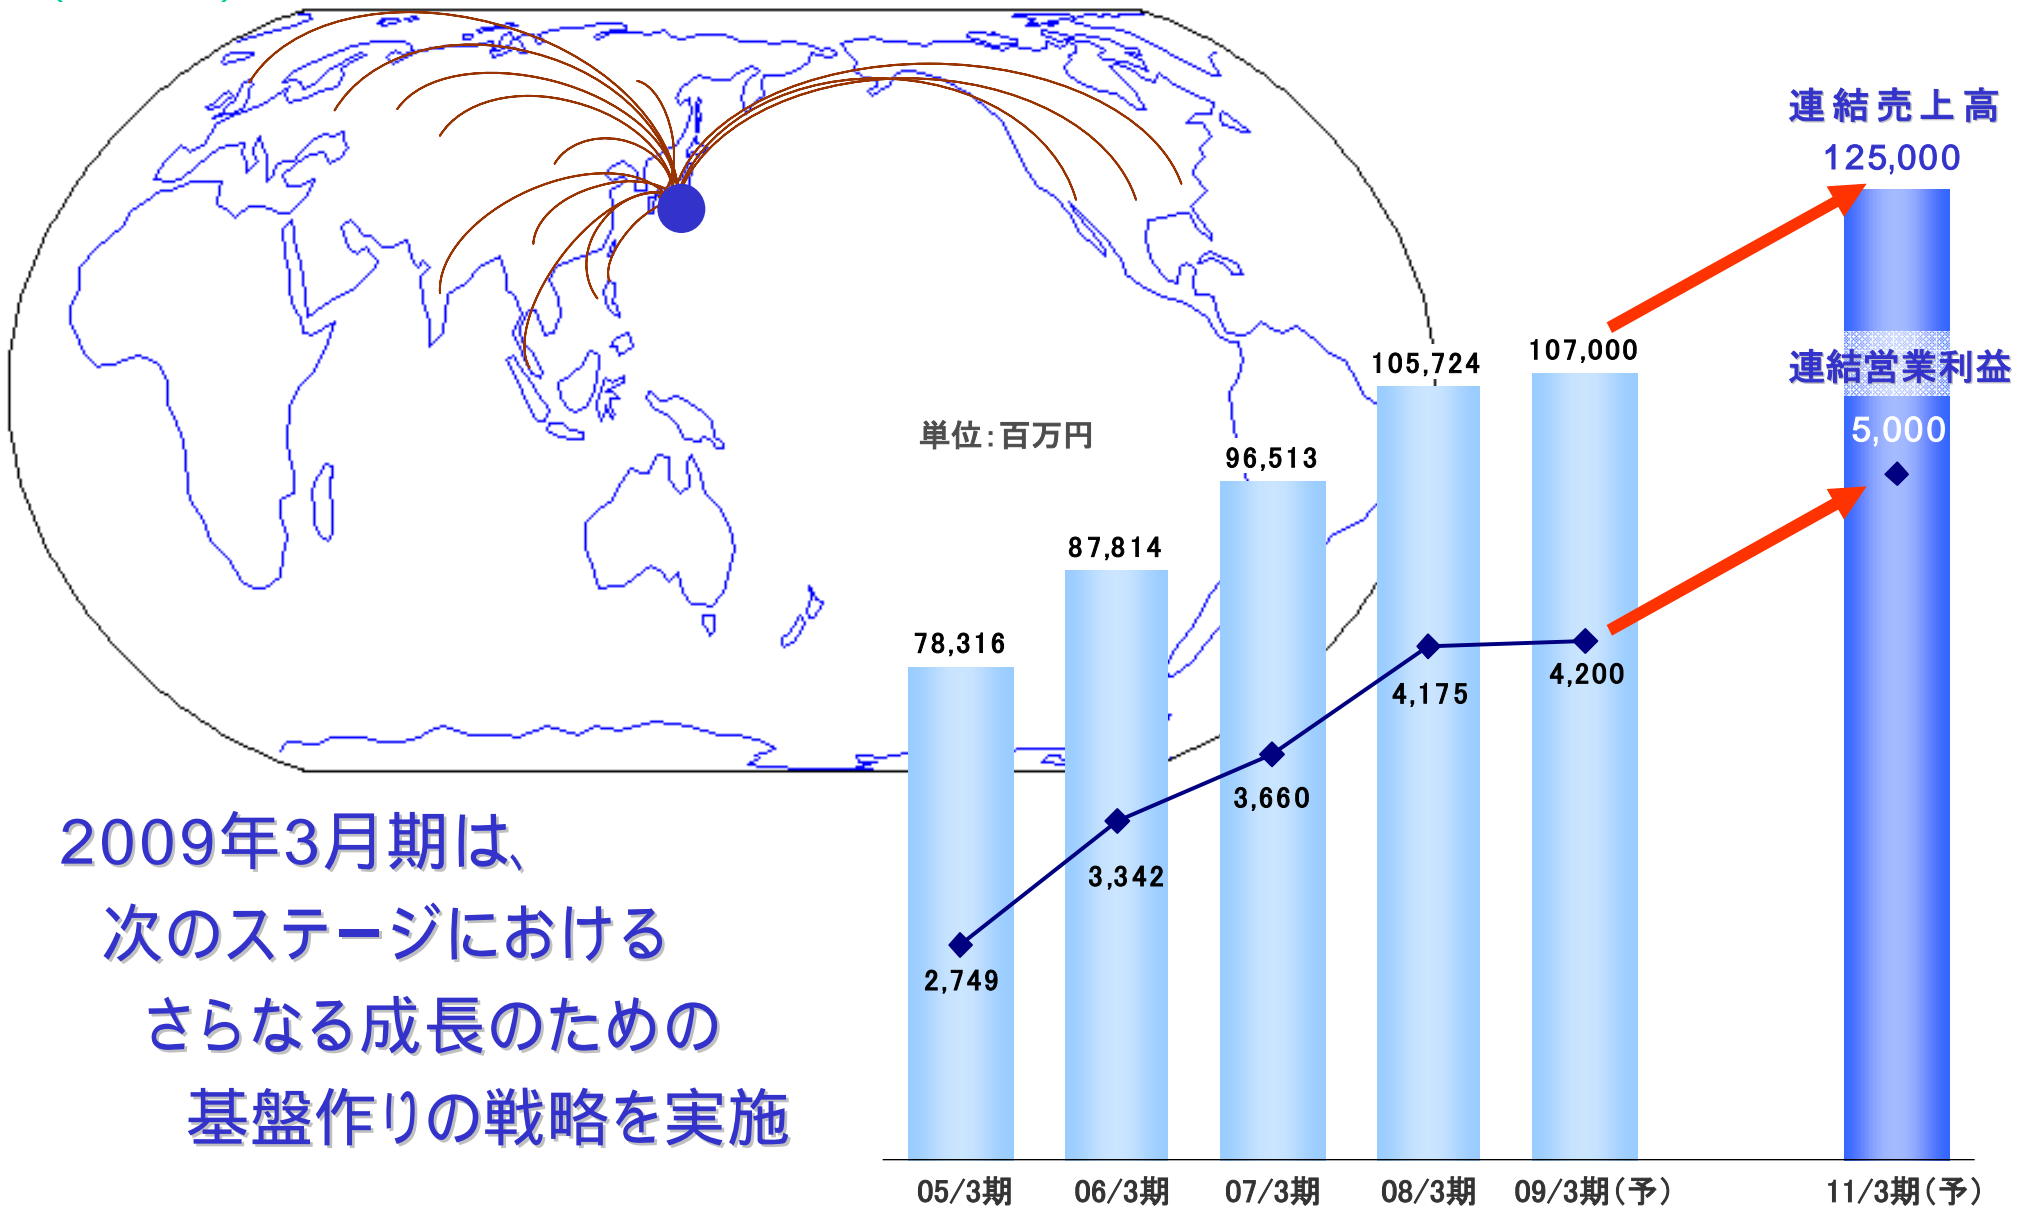 連結売上高
125,000
107,000
105,724
連結営業利益
5,000
単位：百万円
96,513
87,814
78,316
4,200
4,175
3,660
3,342
2,749
2009年3月期は、
次のステージにおける
さらなる成長のための
基盤作りの戦略を実施
05/3期 06/3期 07/3期 08/3期 09/3期（予） 11/3期（予）